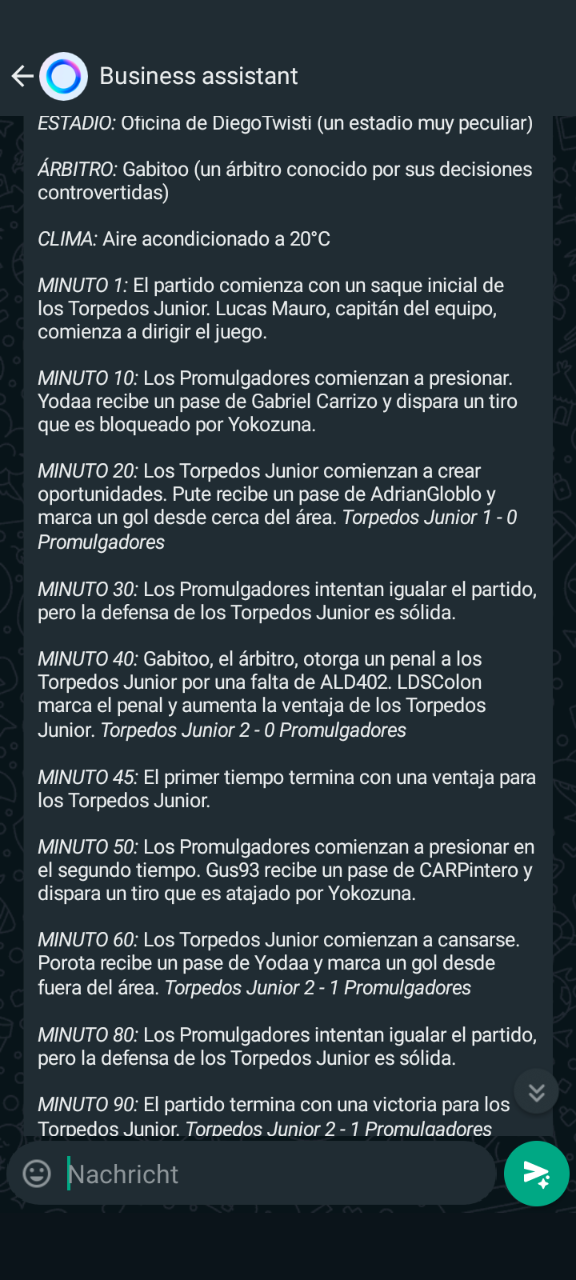 Business assistant
ESTADIO: Oficina de DiegoTwisti (un estadio muy peculiar)
ÁRBITRO: Gabitoo (un árbitro conocido por sus decisiones
controvertidas)
CLIMA: Aire acondicionado a 20°C
MINUTO 1: El partido comienza con un saque inicial de
los Torpedos Junior. Lucas Mauro, capitán del equipo,
comienza a dirigir el juego.
MINUTO 10: Los Promulgadores comienzan a presionar.
Yodaa recibe un pase de Gabriel Carrizo y dispara un tiro
que es bloqueado por Yokozuna.
MINUTO 20: Los Torpedos Junior comienzan a crear
oportunidades. Pute recibe un pase de AdrianGloblo y
marca un gol desde cerca del área. Torpedos Junior 1 - 0
Promulgadores
MINUTO 30: Los Promulgadores intentan igualar el partido,
pero la defensa de los Torpedos Junior es sólida.
MINUTO 40: Gabitoo, el árbitro, otorga un penal a los
Torpedos Junior por una falta de ALD402. LDSColon
marca el penal y aumenta la ventaja de los Torpedos
Junior. Torpedos Junior 2 - 0 Promulgadores
MINUTO 45: El primer tiempo termina con una ventaja para
los Torpedos Junior.
MINUTO 50: Los Promulgadores comienzan a presionar en
el segundo tiempo. Gus93 recibe un pase de CARPintero y
dispara un tiro que es atajado por Yokozuna.
MINUTO 60: Los Torpedos Junior comienzan a cansarse.
Porota recibe un pase de Yodaa y marca un gol desde
fuera del área. Torpedos Junior 2 - 1 Promulgadores
MINUTO 80: Los Promulgadores intentan igualar el partido,
pero la defensa de los Torpedos Junior es sólida.
MINUTO 90: El partido termina con una victoria para los
Torpedos Junior. Torpedos Junior 2 - 1 Promulgadores
Nachricht